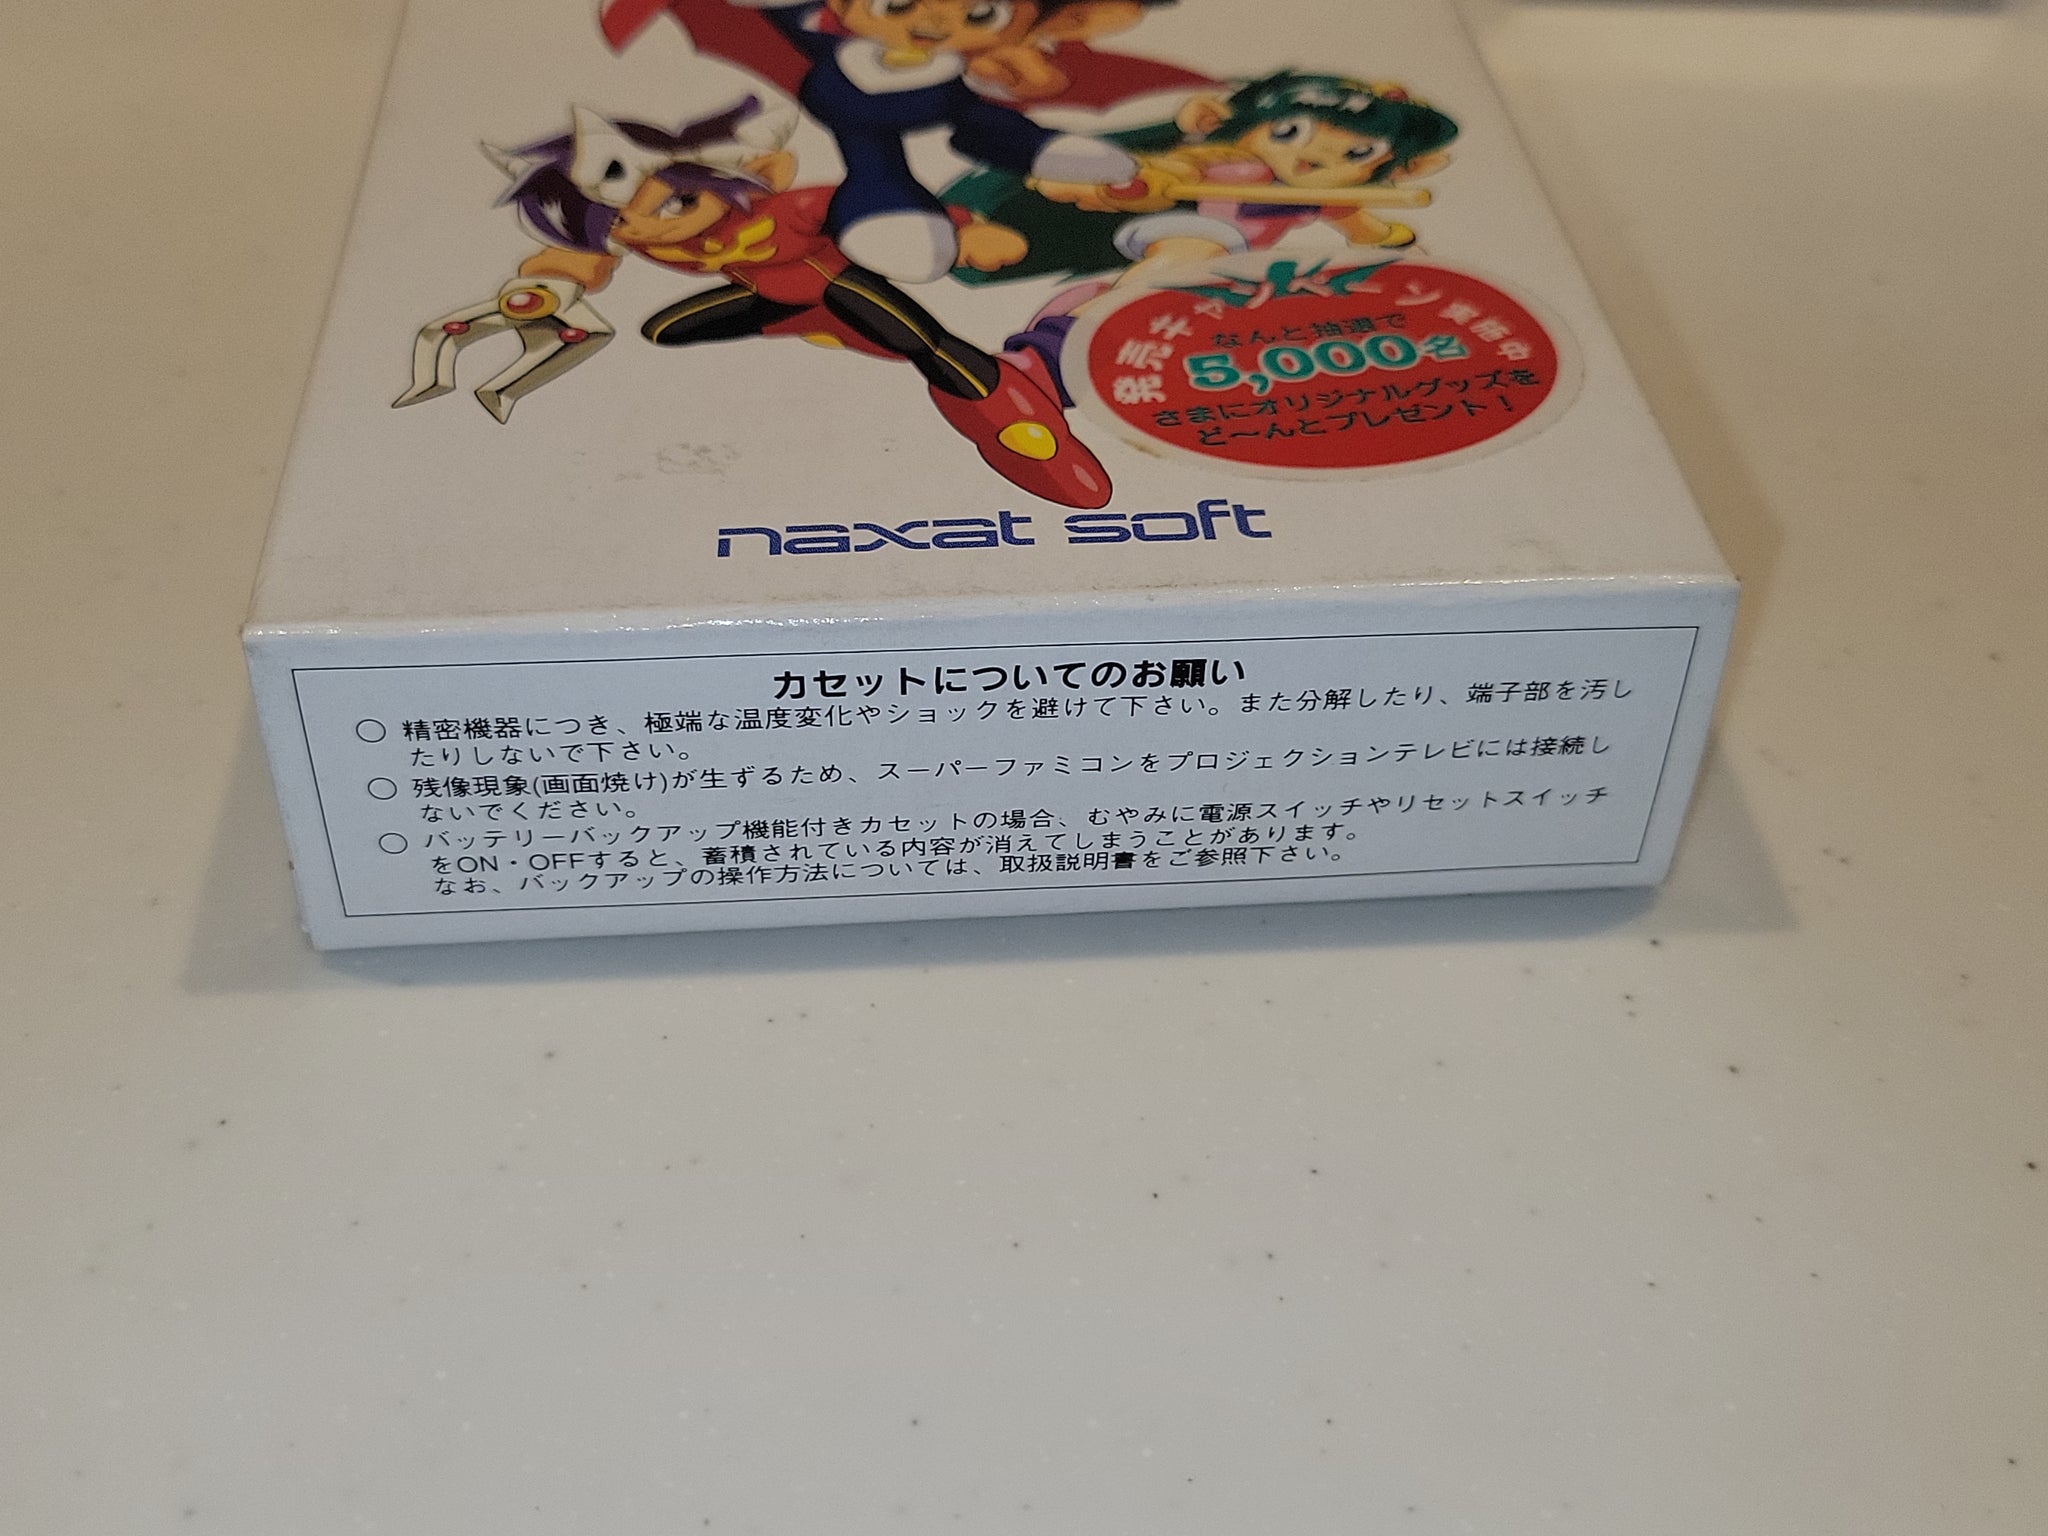 発売キャンペーン実施中
なんと抽選で
5,000名
さまにオリジナルグッズを
ど〜んとプレゼント!
naxat soft
カセットについてのお願い
○ 精密機器につき、極端な温度変化やショックを避けて下さい。また分解したり、端子部を汚し
たりしないで下さい。
○ 残像現象(画面焼け)が生ずるため、スーパーファミコンをプロジェクションテレビには接続し
ないでください。
○ バッテリーバックアップ機能付きカセットの場合、むやみに電源スイッチやリセットスイッチ
をON・OFFすると、蓄積されている内容が消えてしまうことがあります。
なお、バックアップの操作方法については、取扱説明書をご参照下さい。